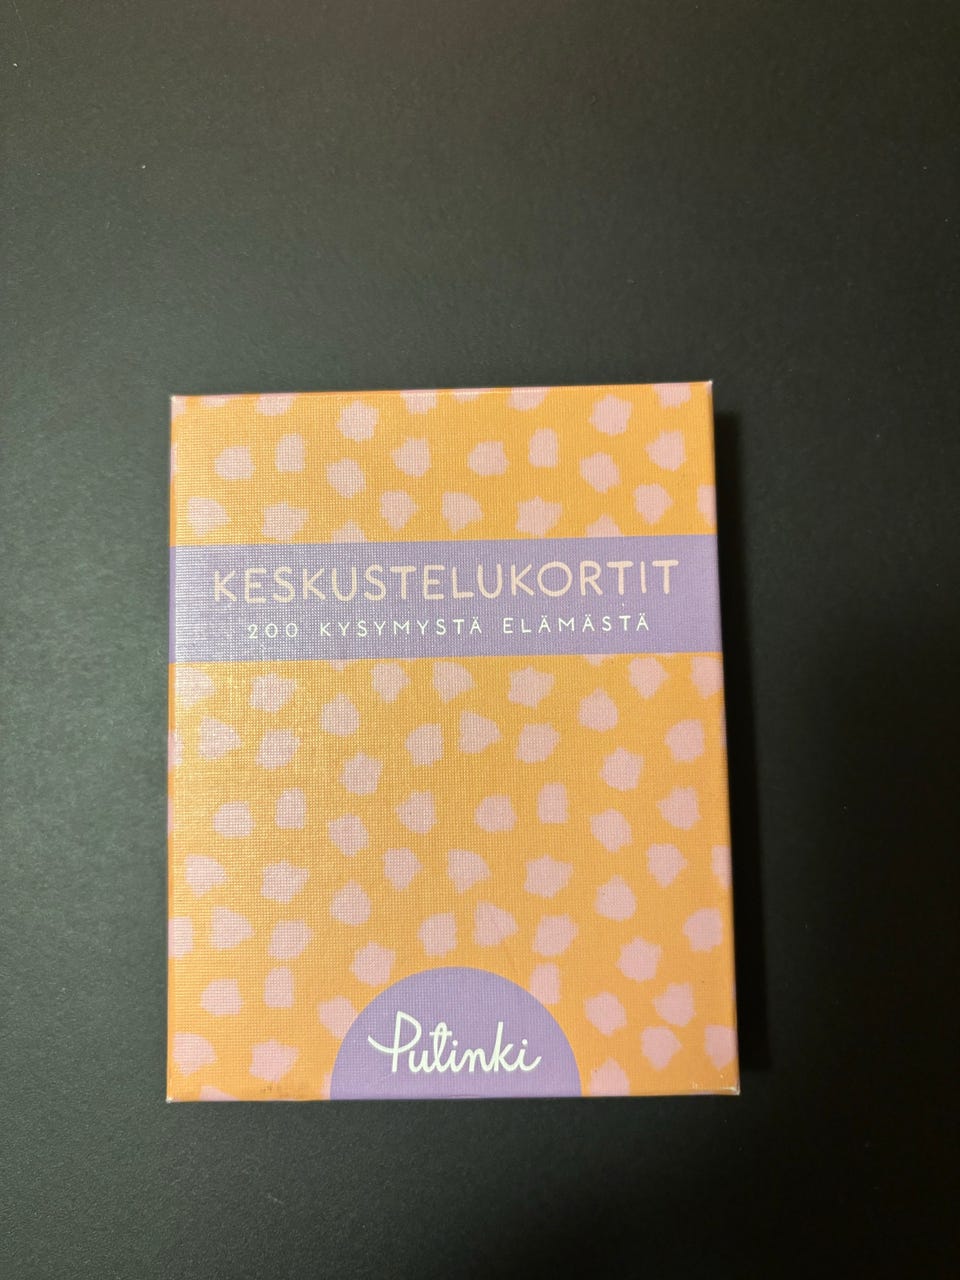 KESKUSTELUKORTIT
200 KYSYMYSTÄ ELÄMÄSTÄ
Putinki